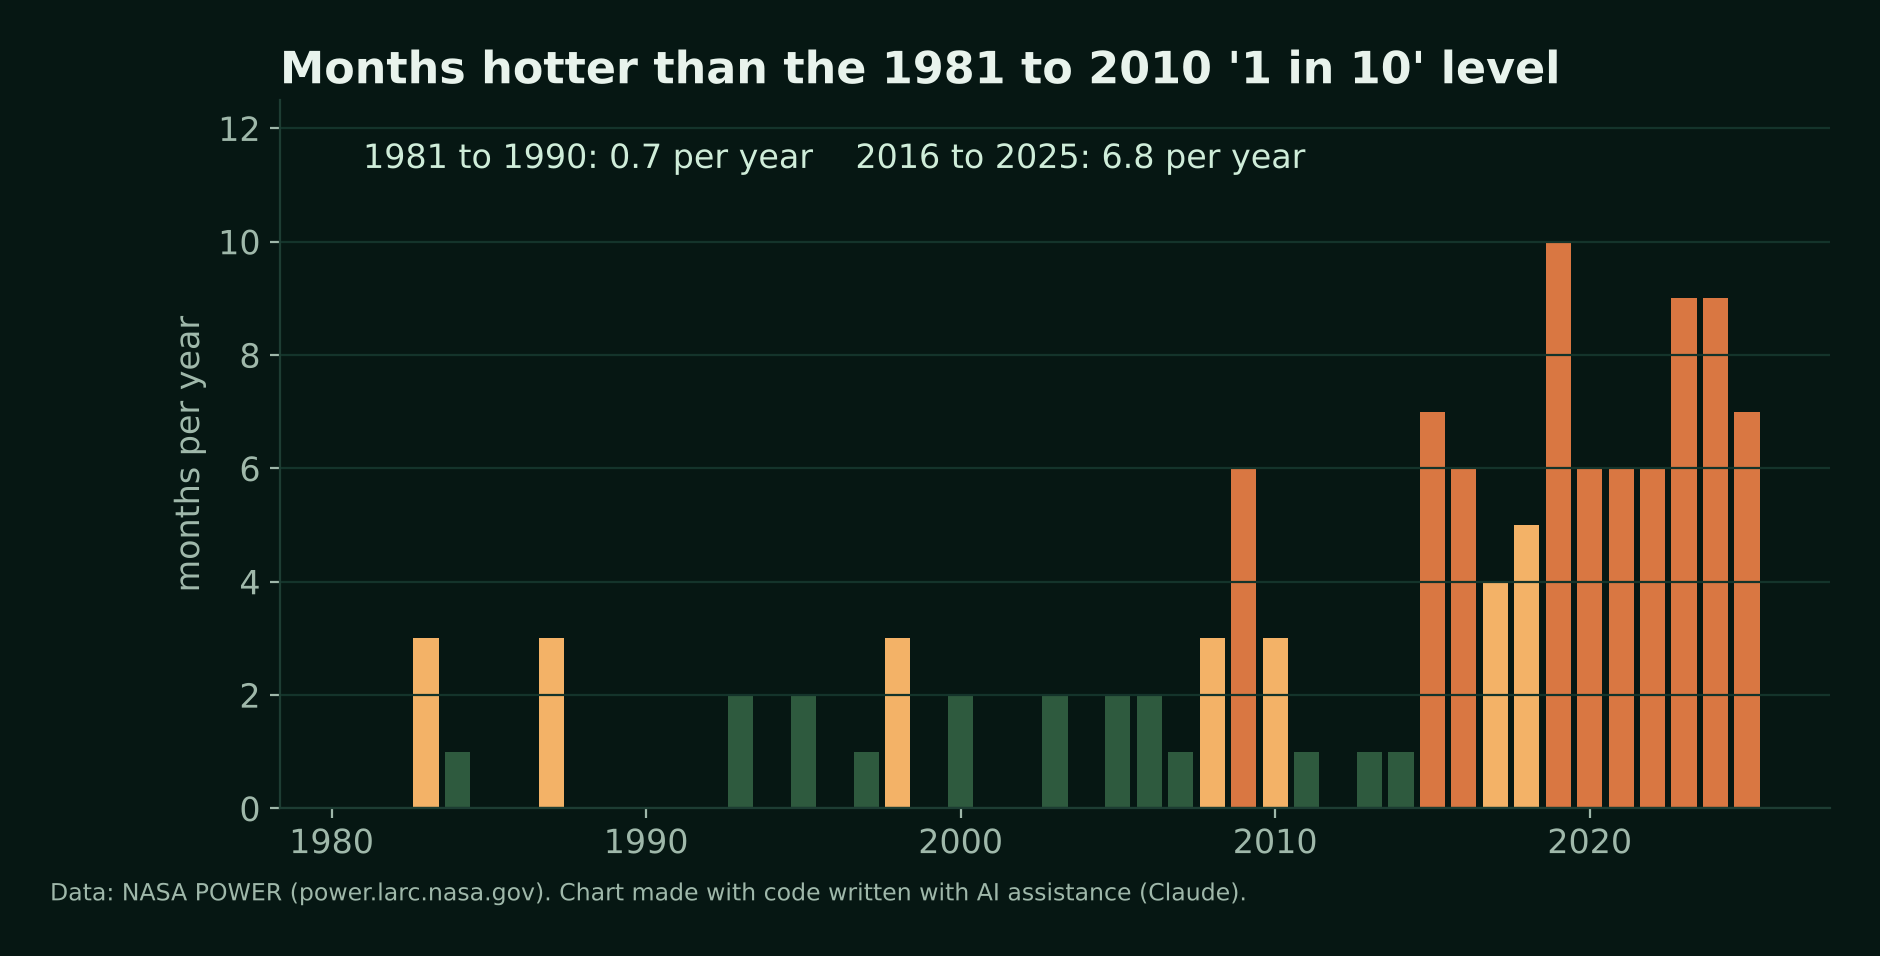 Months hotter than the 1981 to 2010 '1 in 10' level
1981 to 1990: 0.7 per year
2016 to 2025: 6.8 per year
months per year
12
10
8
6
4
2
0
1980
1990
2000
2010
2020
Data: NASA POWER (power.larc.nasa.gov). Chart made with code written with AI assistance (Claude).